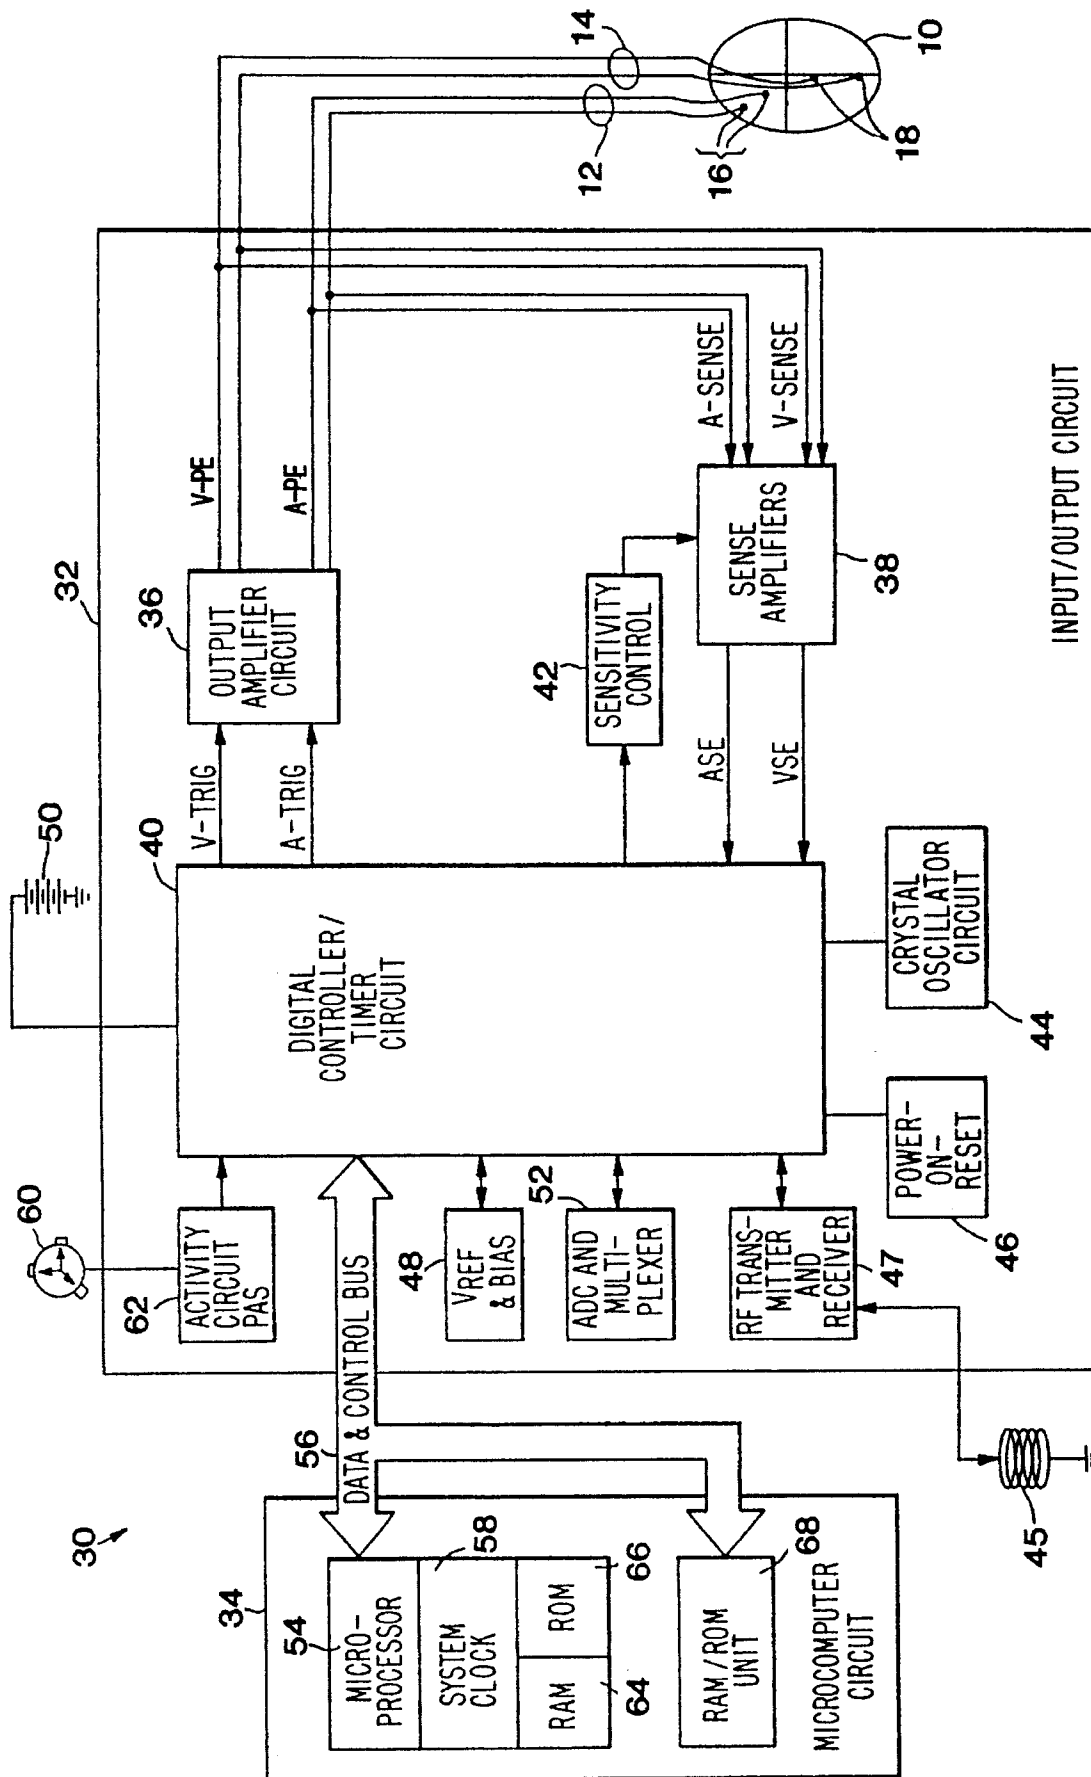 30
34
54
MICRO-
PROCESSOR
58
SYSTEM
CLOCK
RAM
ROM
64
66
68
RAM/ROM
UNIT
MICROCOMPUTER
CIRCUIT
56
DATA & CONTROL BUS
45
32
60
62
ACTIVITY
CIRCUIT
PAS
48
VREF
& BIAS
52
ADC AND
MULTI-
PLEXER
RF TRANS-
MITTER
AND
RECEIVER
47
50
40
DIGITAL
CONTROLLER/
TIMER
CIRCUIT
POWER-
ON-
RESET
46
CRYSTAL
OSCILLATOR
CIRCUIT
44
V-TRIG
A-TRIG
36
OUTPUT
AMPLIFIER
CIRCUIT
42
SENSITIVITY
CONTROL
ASE
VSE
SENSE
AMPLIFIERS
38
V-PE
A-PE
A-SENSE
V-SENSE
INPUT/OUTPUT CIRCUIT
14
12
16
18
10